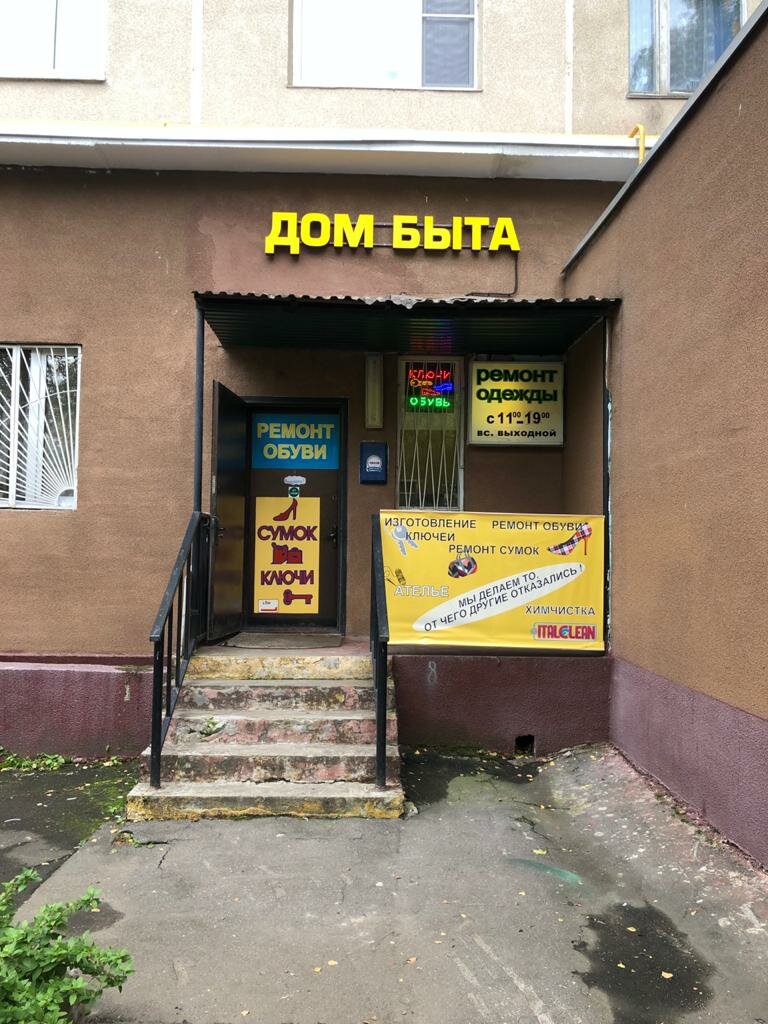 ДОМ БЫТА
КЛЮЧИ
ОБУВЬ
РЕМОНТ
ОДЕЖДЫ
с 11⁰⁰-19⁰⁰
вс. выходной
РЕМОНТ
ОБУВИ
СУМОК
КЛЮЧИ
ИЗГОТОВЛЕНИЕ
КЛЮЧЕЙ
РЕМОНТ ОБУВИ
РЕМОНТ СУМОК
АТЕЛЬЕ
МЫ ДЕЛАЕМ ТО,
ОТ ЧЕГО ДРУГИЕ ОТКАЗАЛИСЬ!
ХИМЧИСТКА
ITALCLEAN
8